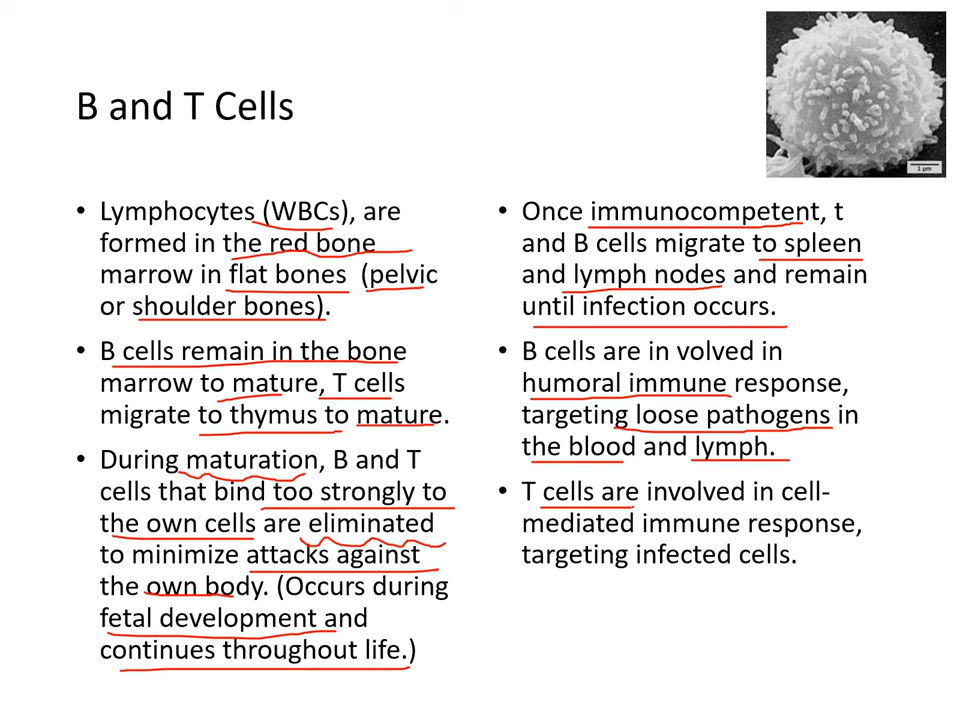 B and T Cells
• Lymphocytes (WBCs), are
formed in the red bone
marrow in flat bones (pelvic
or shoulder bones).
• B cells remain in the bone
marrow to mature, T cells
migrate to thymus to mature.
• During maturation, B and T
cells that bind too strongly to
the own cells are eliminated
to minimize attacks against
the own body. (Occurs during
fetal development and
continues throughout life.)
• Once immunocompetent, t
and B cells migrate to spleen
and lymph nodes and remain
until infection occurs.
• B cells are in volved in
humoral immune response,
targeting loose pathogens in
the blood and lymph.
• T cells are involved in cell-
mediated immune response,
targeting infected cells.
1 µm